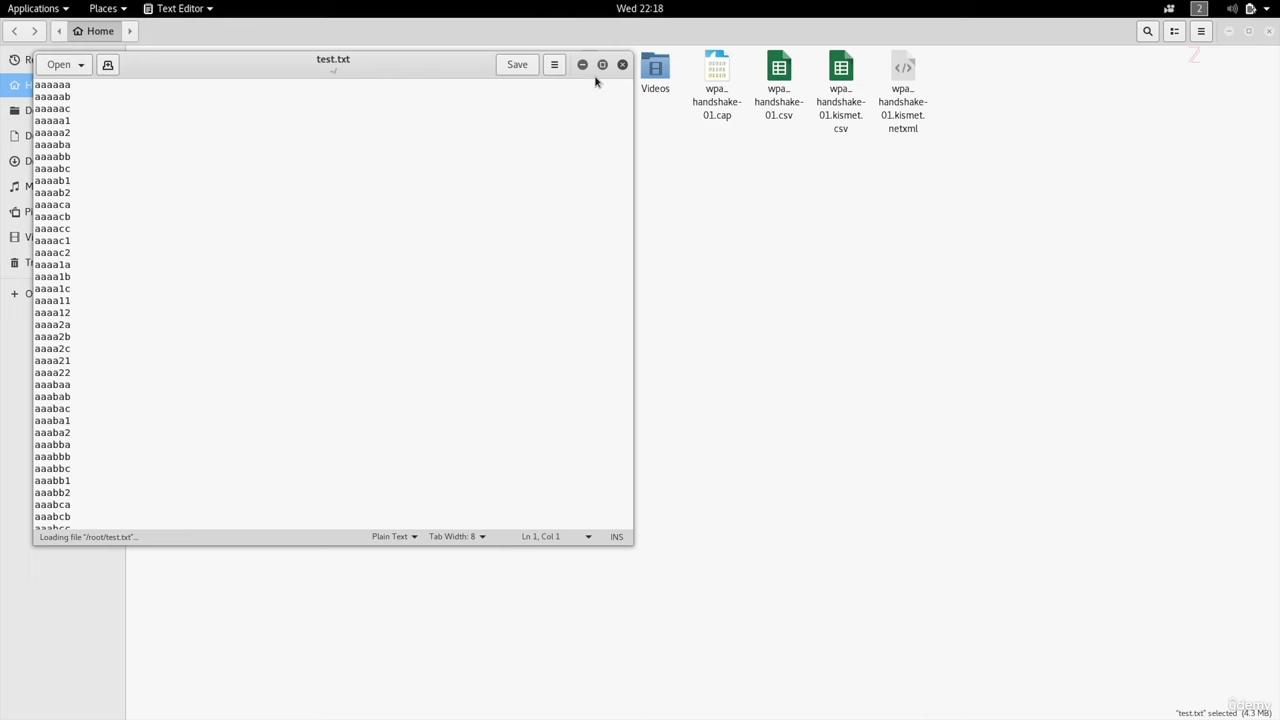 Applications Places Text Editor Wed 22:18 2
Home
Open test.txt Save
~/
aaaaaa
aaaaab
aaaaac
aaaaa1
aaaaa2
aaaaba
aaaabb
aaaabc
aaaab1
aaaab2
aaaaca
aaaacb
aaaacc
aaaac1
aaaac2
aaaa1a
aaaa1b
aaaa1c
aaaa11
aaaa12
aaaa2a
aaaa2b
aaaa2c
aaaa21
aaaa22
aaabaa
aaabab
aaabac
aaaba1
aaaba2
aaabba
aaabbb
aaabbc
aaabb1
aaabb2
aaabca
aaabcb
aaabcc
Loading file "/root/test.txt"... Plain Text Tab Width: 8 Ln 1, Col 1 INS
Videos
wpa_
handshake-
01.cap
wpa_
handshake-
01.csv
wpa_
handshake-
01.kismet.
csv
wpa_
handshake-
01.kismet.
netxml
Z
ûdemy
"test.txt" selected (4.3 MB)